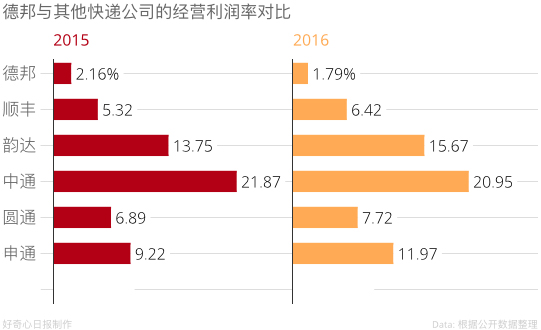 德邦与其他快递公司的经营利润率对比
2015 2016
德邦 2.16% 1.79%
顺丰 5.32 6.42
韵达 13.75 15.67
中通 21.87 20.95
圆通 6.89 7.72
申通 9.22 11.97
好奇心日报制作 Data: 根据公开数据整理